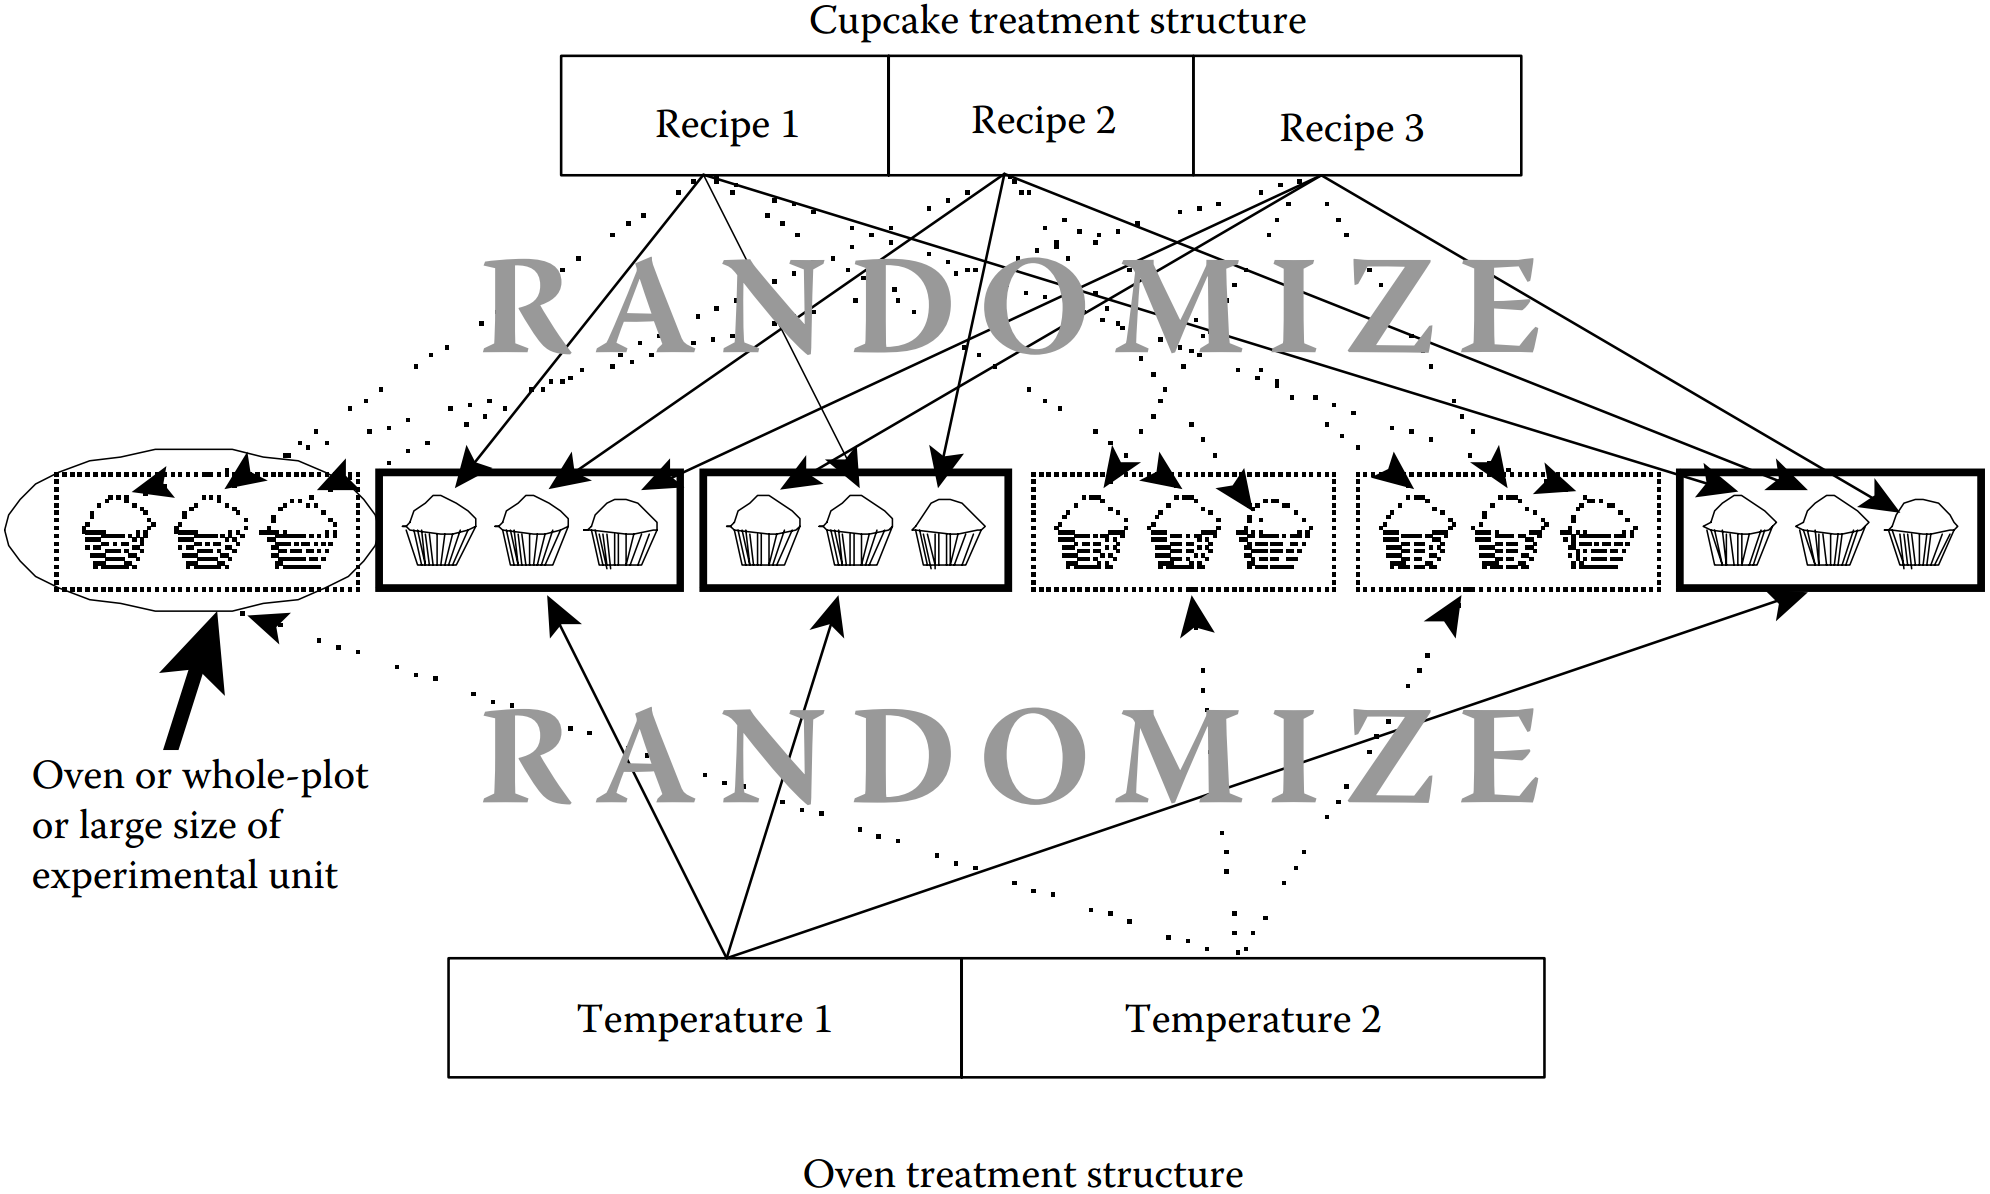 Cupcake treatment structure
Recipe 1
Recipe 2
Recipe 3
RANDOMIZE
Oven or whole-plot
or large size of
experimental unit
RANDOMIZE
Temperature 1
Temperature 2
Oven treatment structure